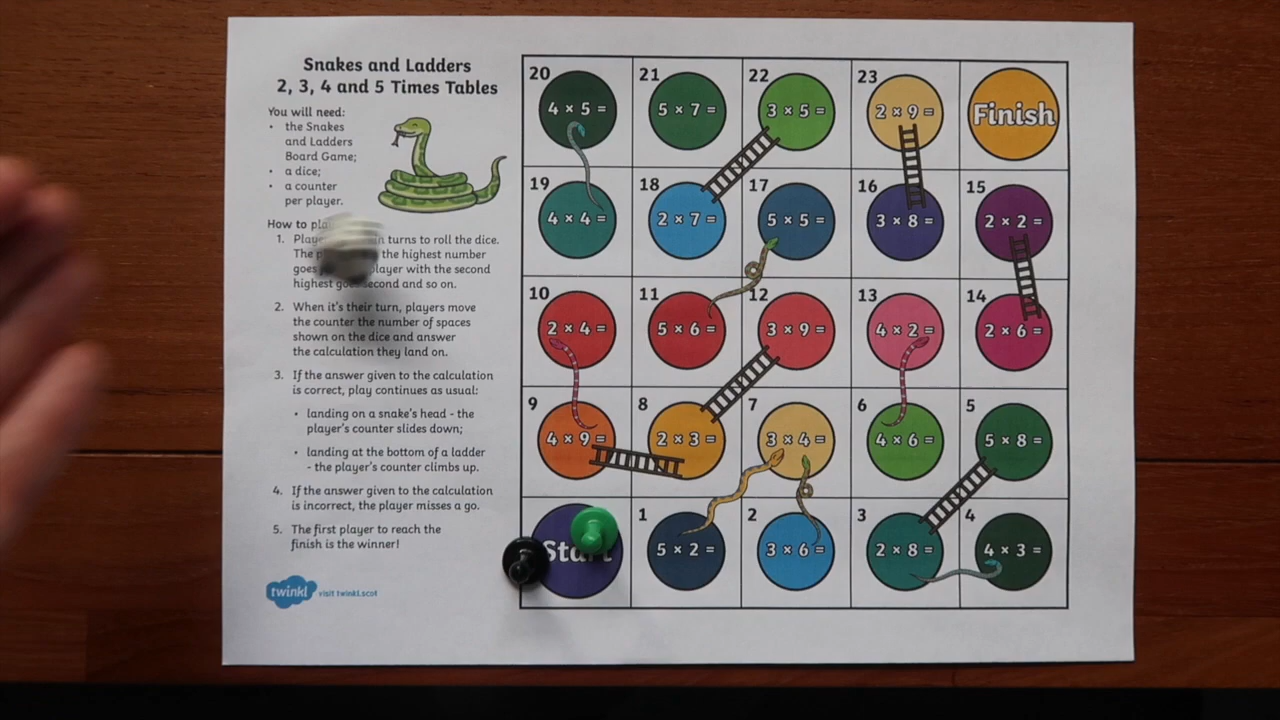 Snakes and Ladders
2, 3, 4 and 5 Times Tables
You will need:
• the Snakes
and Ladders
Board Game;
• a dice;
• a counter
per player.
How to
1. turns to roll the dice.
The the highest number
goes player with the second
highest second and so on.
2. When it's their turn, players move
the counter the number of spaces
shown on the dice and answer
the calculation they land on.
3. If the answer given to the calculation
is correct, play continues as usual:
• landing on a snake's head - the
player's counter slides down;
• landing at the bottom of a ladder
- the player's counter climbs up.
4. If the answer given to the calculation
is incorrect, the player misses a go.
5. The first player to reach the
finish is the winner!
twinkl visit twinkl.scot
20 21 22 23
4 × 5 = 5 × 7 = 3 × 5 = 2 × 9 = Finish
19 18 17 16 15
4 × 4 = 2 × 7 = 5 × 5 = 3 × 8 = 2 × 2 =
10 11 12 13 14
2 × 4 = 5 × 6 = 3 × 9 = 4 × 2 = 2 × 6 =
9 8 7 6 5
4 × 9 = 2 × 3 = 3 × 4 = 4 × 6 = 5 × 8 =
1 2 3 4
Start 5 × 2 = 3 × 6 = 2 × 8 = 4 × 3 =